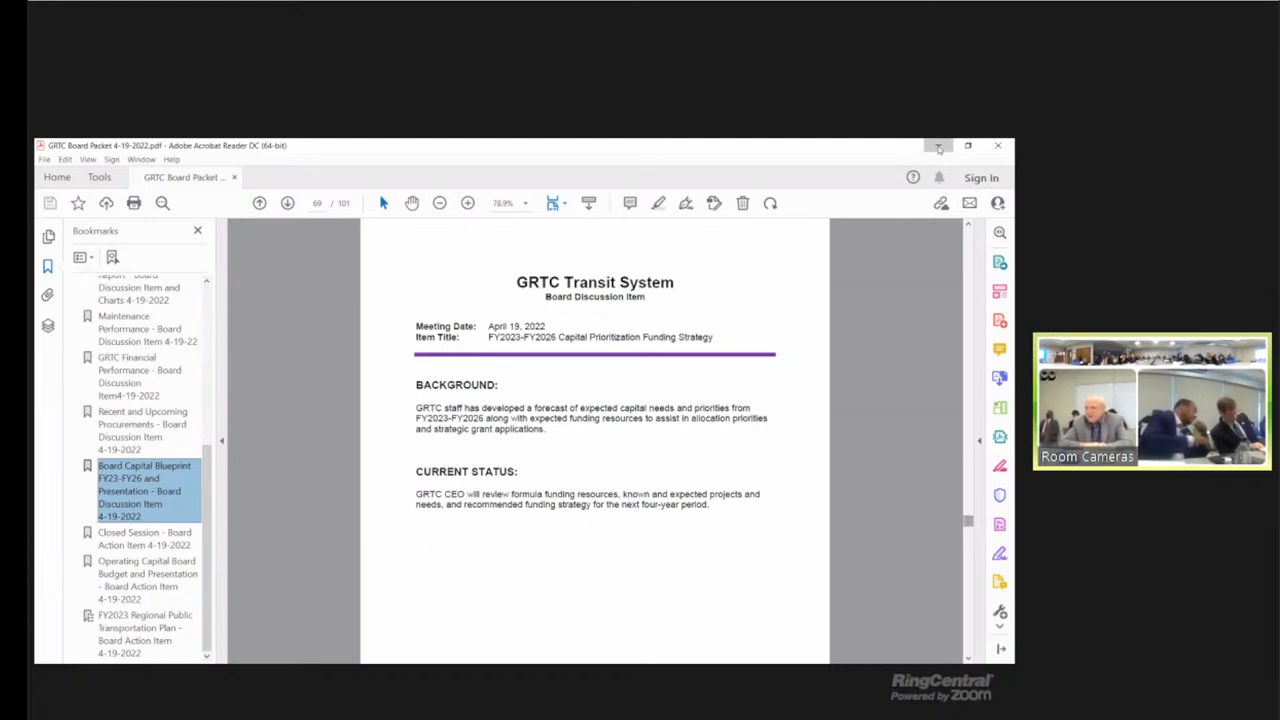 GRTC Board Packet 4-19-2022.pdf - Adobe Acrobat Reader DC (64-bit)
File Edit View Sign Window Help
Home Tools GRTC Board Packet ... × Sign In
69 / 101 78.9%
Bookmarks
Report - Board
Discussion Item and
Charts 4-19-2022
Maintenance
Performance - Board
Discussion Item 4-19-22
GRTC Financial
Performance - Board
Discussion
Item4-19-2022
Recent and Upcoming
Procurements - Board
Discussion Item
4-19-2022
Board Capital Blueprint
FY23-FY26 and
Presentation - Board
Discussion Item
4-19-2022
Closed Session - Board
Action Item 4-19-2022
Operating Capital Board
Budget and Presentation
- Board Action Item
4-19-2022
FY2023 Regional Public
Transportation Plan -
Board Action Item
4-19-2022
GRTC Transit System
Board Discussion Item
Meeting Date: April 19, 2022
Item Title: FY2023-FY2026 Capital Prioritization Funding Strategy
BACKGROUND:
GRTC staff has developed a forecast of expected capital needs and priorities from
FY2023-FY2026 along with expected funding resources to assist in allocation priorities
and strategic grant applications.
CURRENT STATUS:
GRTC CEO will review formula funding resources, known and expected projects and
needs, and recommended funding strategy for the next four-year period.
Room Cameras
RingCentral
Powered by ZOOM